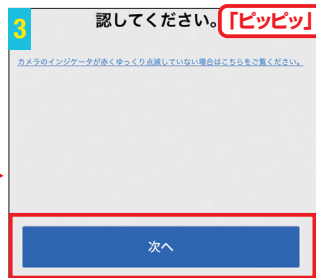 3
認してください。「ピッピッ」
カメラのインジケータが赤くゆっくり点滅していない場合はこちらをご覧ください。
次へ